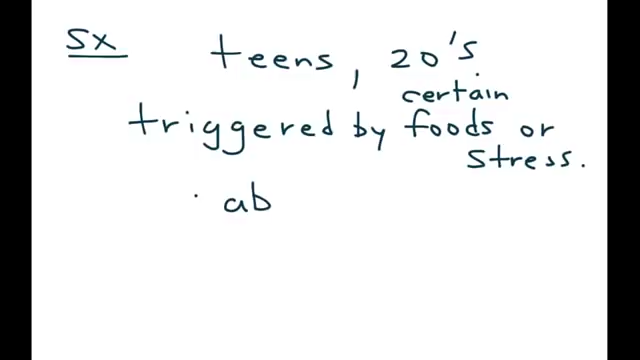 Sx teens, 20's
certain
triggered by foods or
stress.
· ab